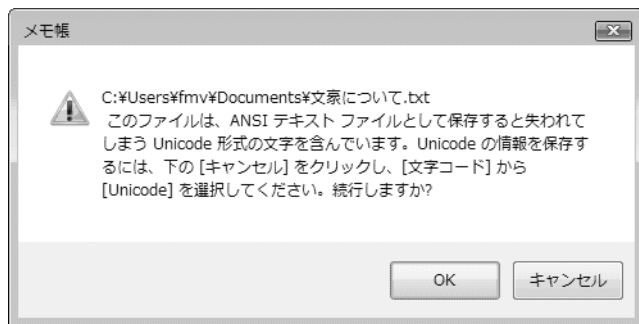 メモ帳
C:¥Users¥fmv¥Documents¥文豪について.txt
このファイルは、ANSI テキスト ファイルとして保存すると失われて
しまう Unicode 形式の文字を含んでいます。Unicode の情報を保存す
るには、下の [キャンセル] をクリックし、[文字コード] から
[Unicode] を選択してください。続行しますか?
OK キャンセル